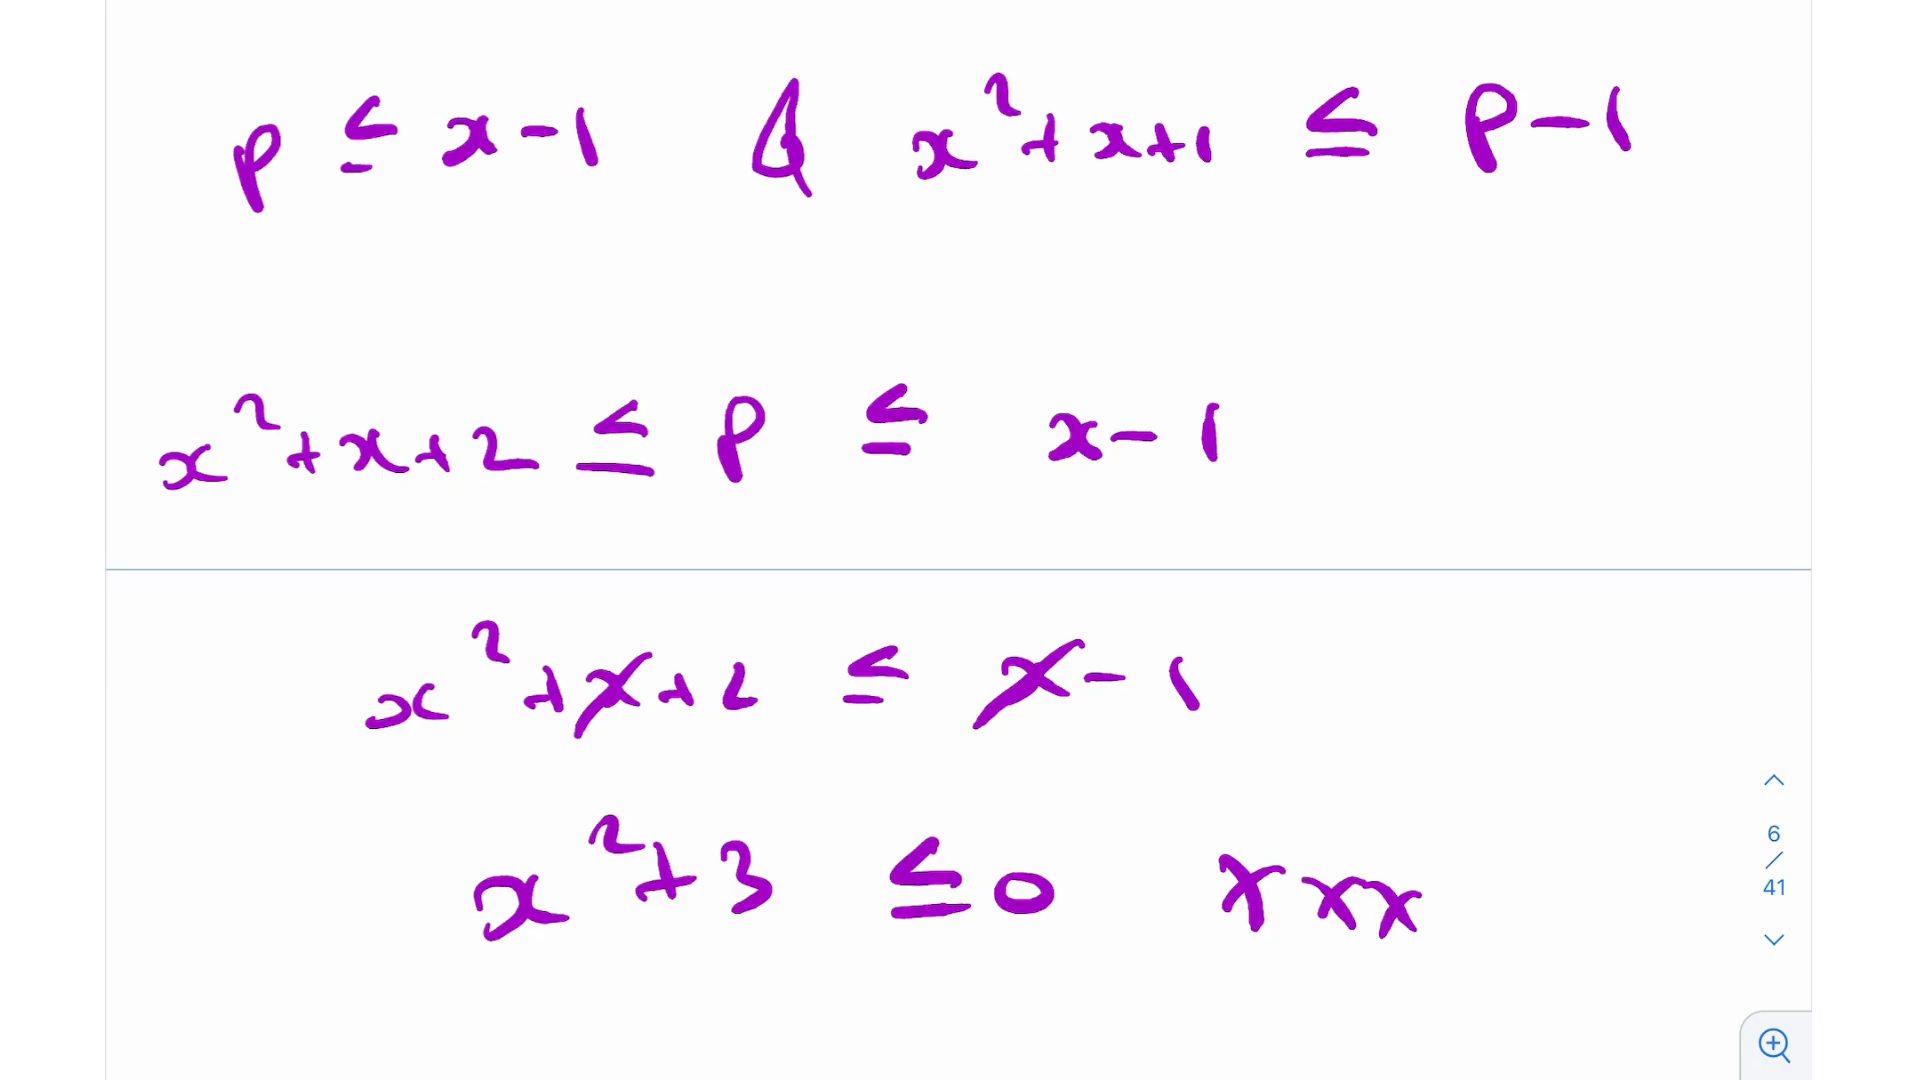 p ≤ x - 1 & x² + x + 1 ≤ p - 1
x² + x + 2 ≤ p ≤ x - 1
x² + x + 2 ≤ x - 1
x² + 3 ≤ 0 xxx
6
/
41